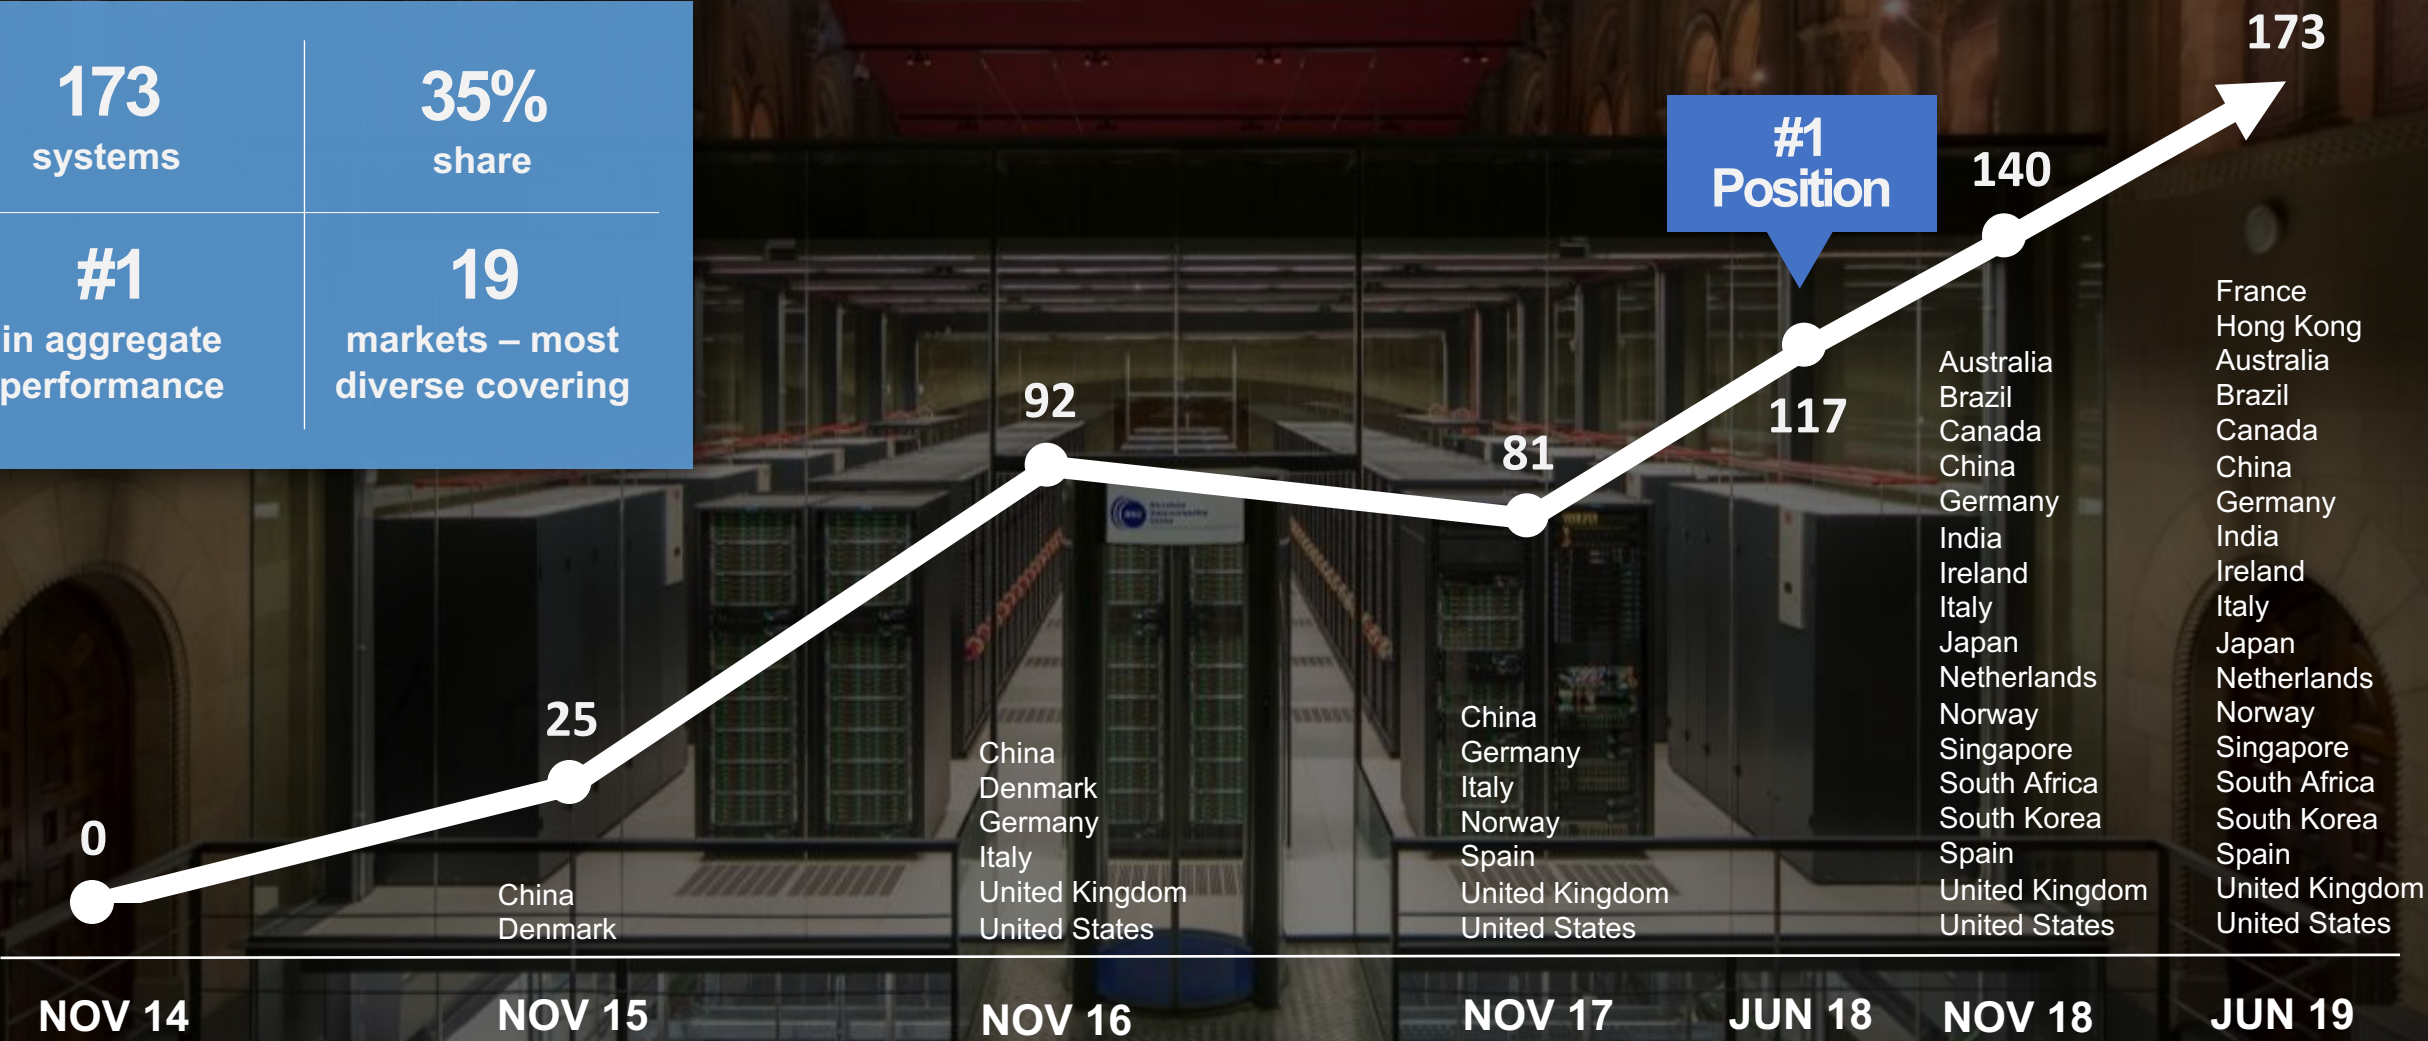 173
systems
35%
share
#1
in aggregate
performance
19
markets – most
diverse covering
0
25
92
81
#1
Position
117
140
173
China
Denmark
China
Denmark
Germany
Italy
United Kingdom
United States
China
Germany
Italy
Norway
Spain
United Kingdom
United States
Australia
Brazil
Canada
China
Germany
India
Ireland
Italy
Japan
Netherlands
Norway
Singapore
South Africa
South Korea
Spain
United Kingdom
United States
France
Hong Kong
Australia
Brazil
Canada
China
Germany
India
Ireland
Italy
Japan
Netherlands
Norway
Singapore
South Africa
South Korea
Spain
United Kingdom
United States
NOV 14
NOV 15
NOV 16
NOV 17
JUN 18
NOV 18
JUN 19